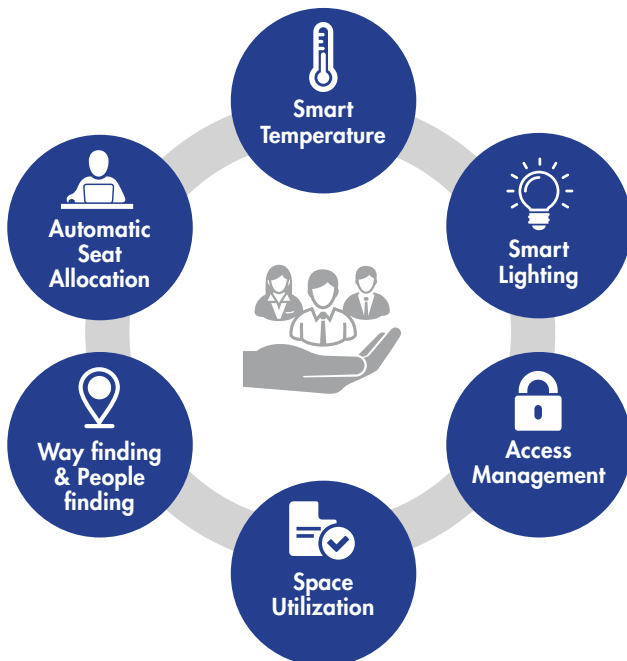 Smart
Temperature
Smart
Lighting
Access
Management
Space
Utilization
Way finding
& People
finding
Automatic
Seat
Allocation